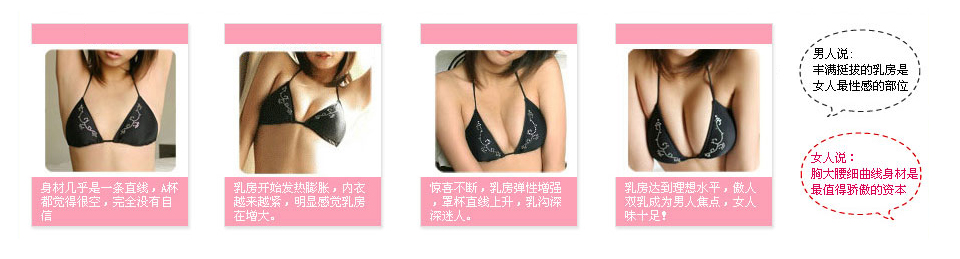 身材几乎是一条直线，A杯
都觉得很空，完全没有自
信
乳房开始发热膨胀，内衣
越来越紧，明显感觉乳房
在增大。
惊喜不断，乳房弹性增强
，罩杯直线上升，乳沟深
深迷人。
乳房达到理想水平，傲人
双乳成为男人焦点，女人
味十足！
男人说：
丰满挺拔的乳房是
女人最性感的部位
女人说：
胸大腰细曲线身材是
最值得骄傲的资本